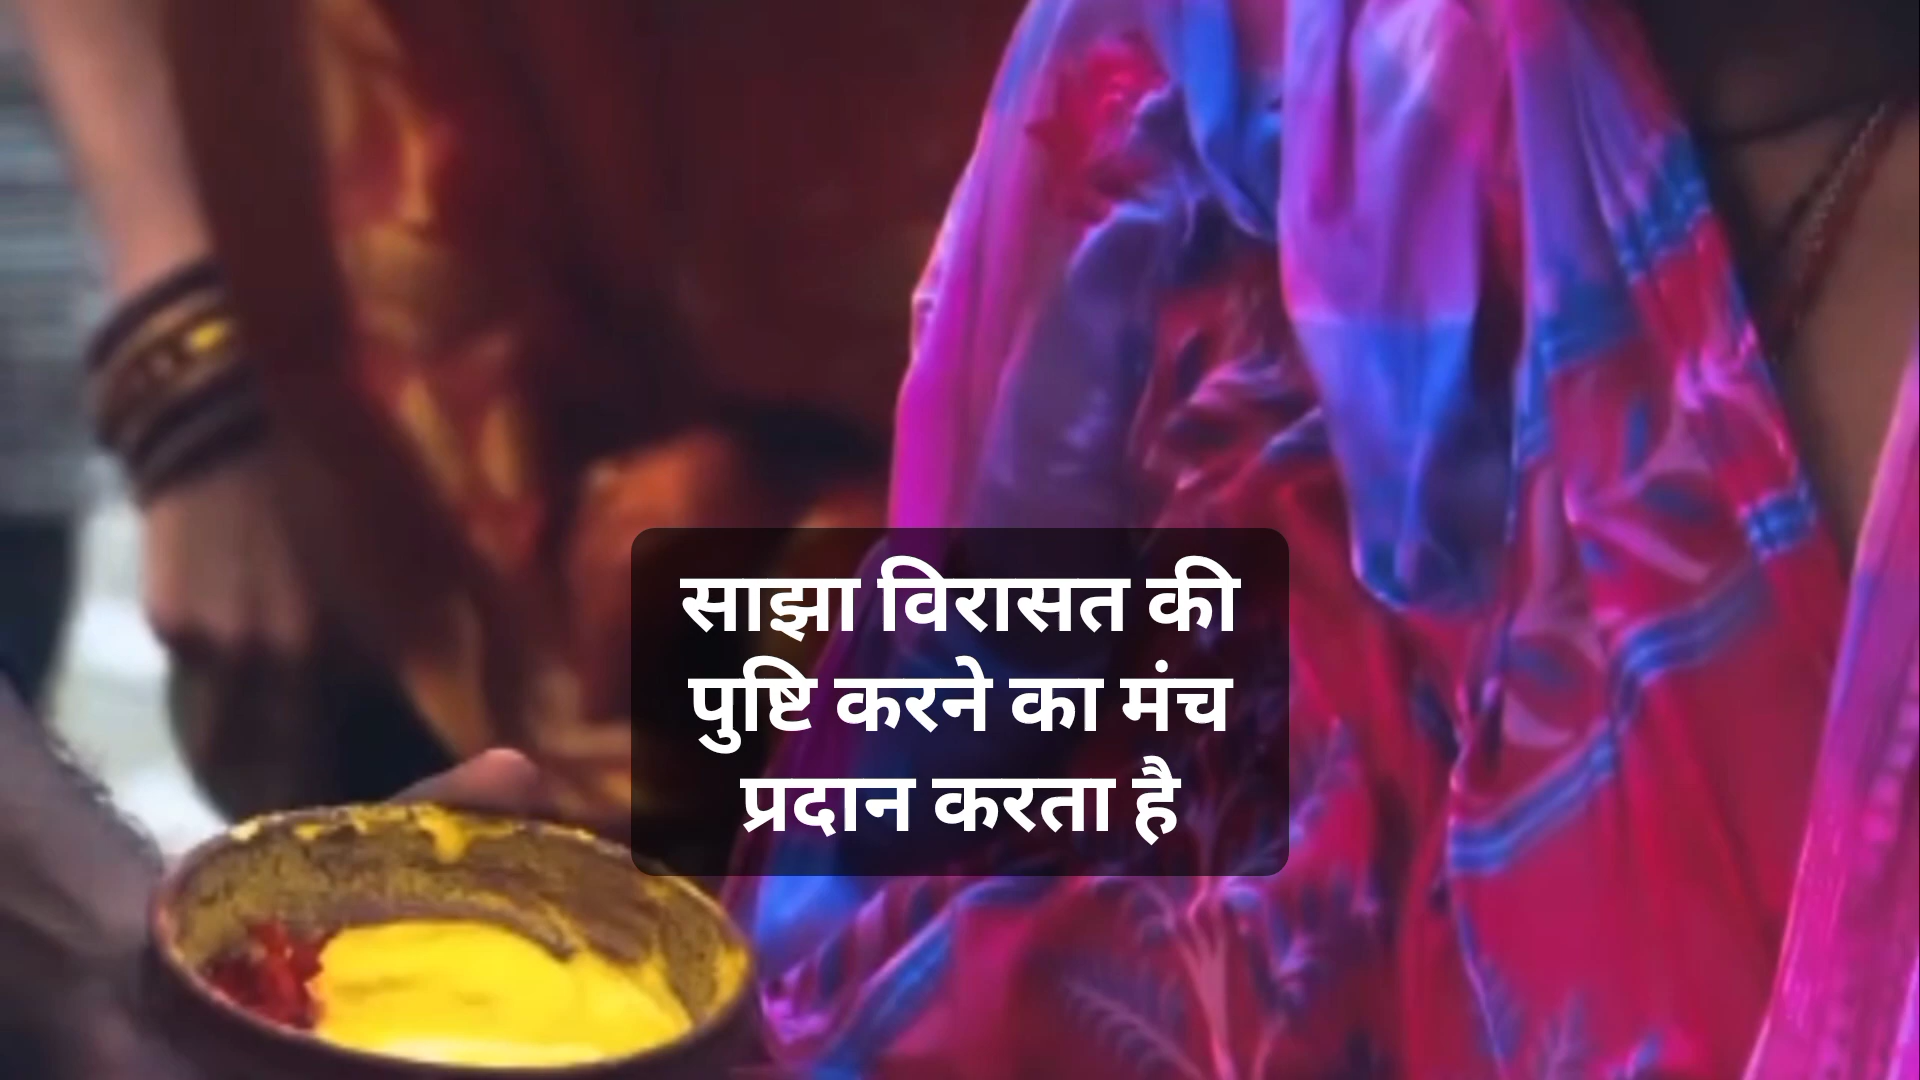 साझा विरासत की
पुष्टि करने का मंच
प्रदान करता है